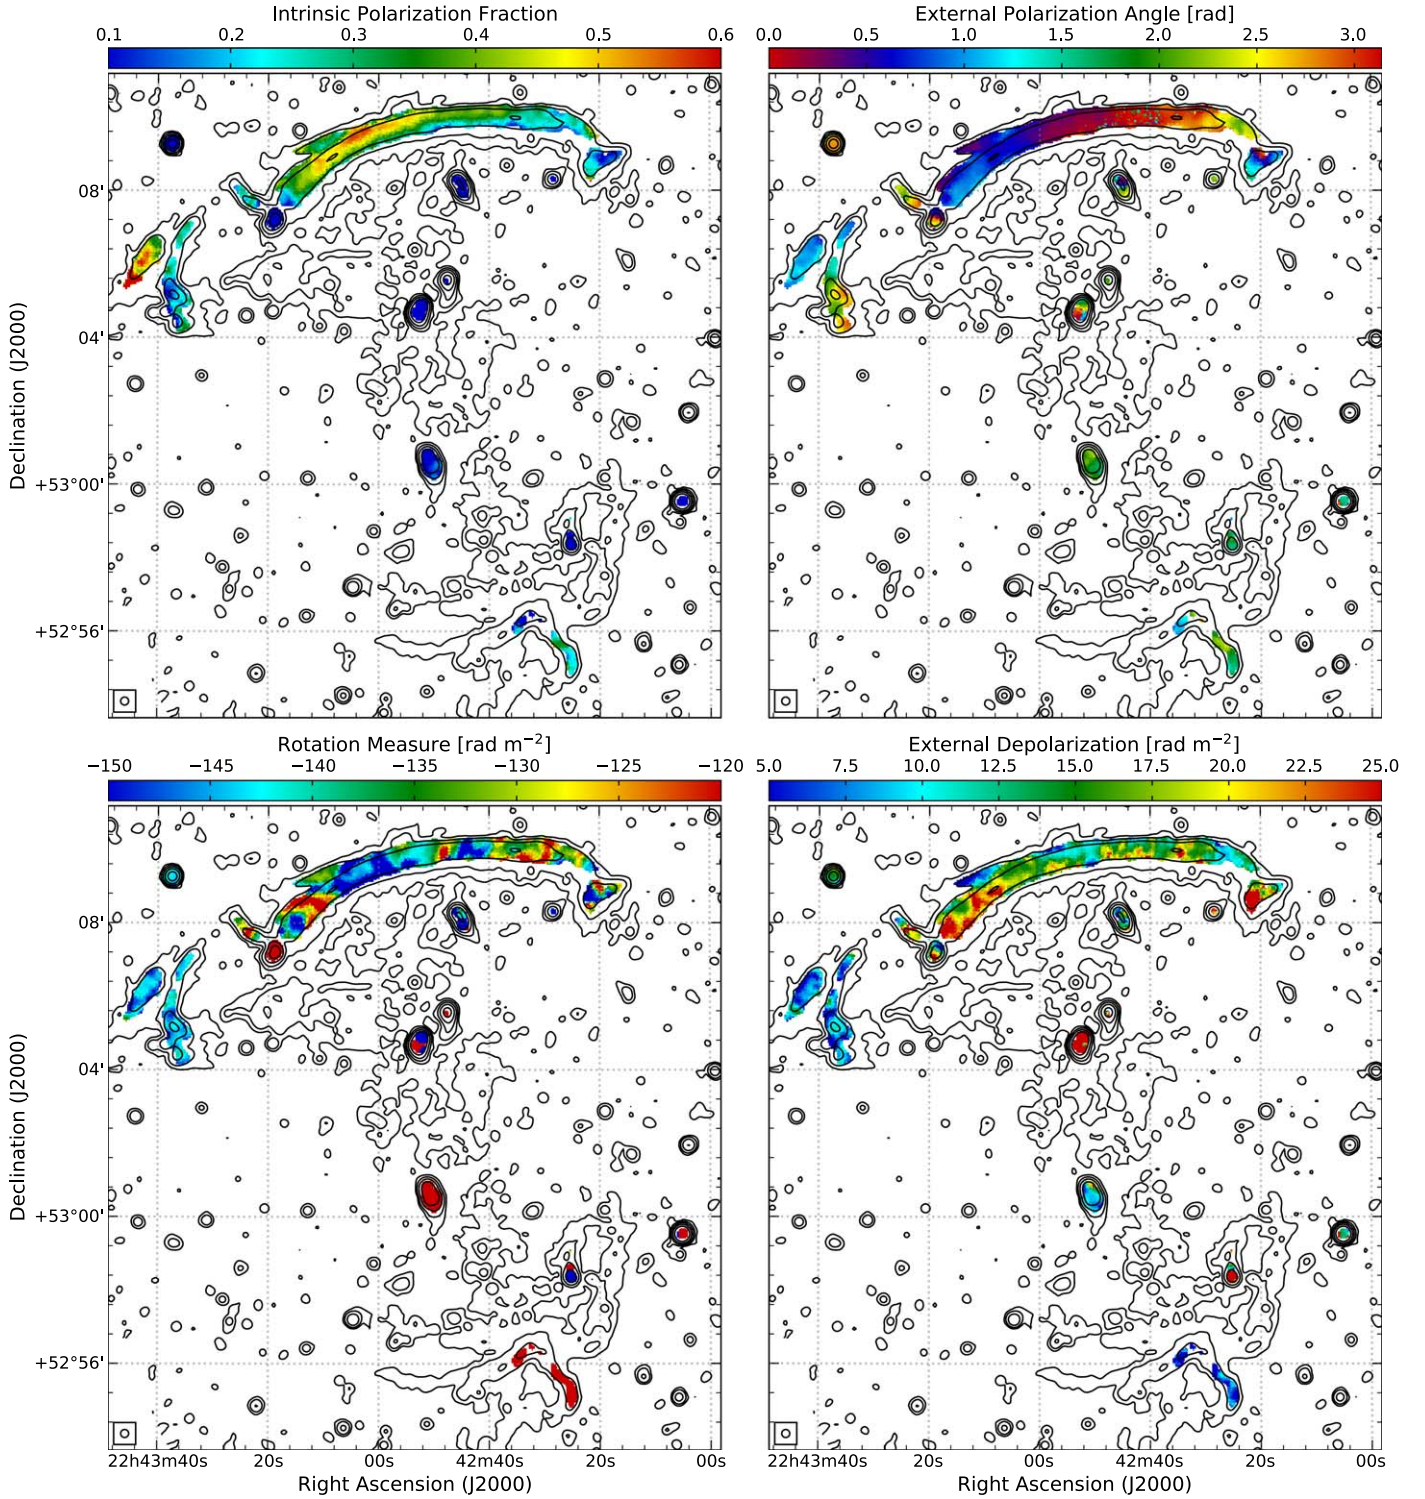 Intrinsic Polarization Fraction
0.1 0.2 0.3 0.4 0.5 0.6
External Polarization Angle [rad]
0.0 0.5 1.0 1.5 2.0 2.5 3.0
Declination (J2000)
08'
04'
+53°00'
+52°56'
Rotation Measure [rad m⁻²]
−150 −145 −140 −135 −130 −125 −120
External Depolarization [rad m⁻²]
5.0 7.5 10.0 12.5 15.0 17.5 20.0 22.5 25.0
Declination (J2000)
08'
04'
+53°00'
+52°56'
22h43m40s 20s 00s 42m40s 20s 00s
Right Ascension (J2000)
22h43m40s 20s 00s 42m40s 20s 00s
Right Ascension (J2000)